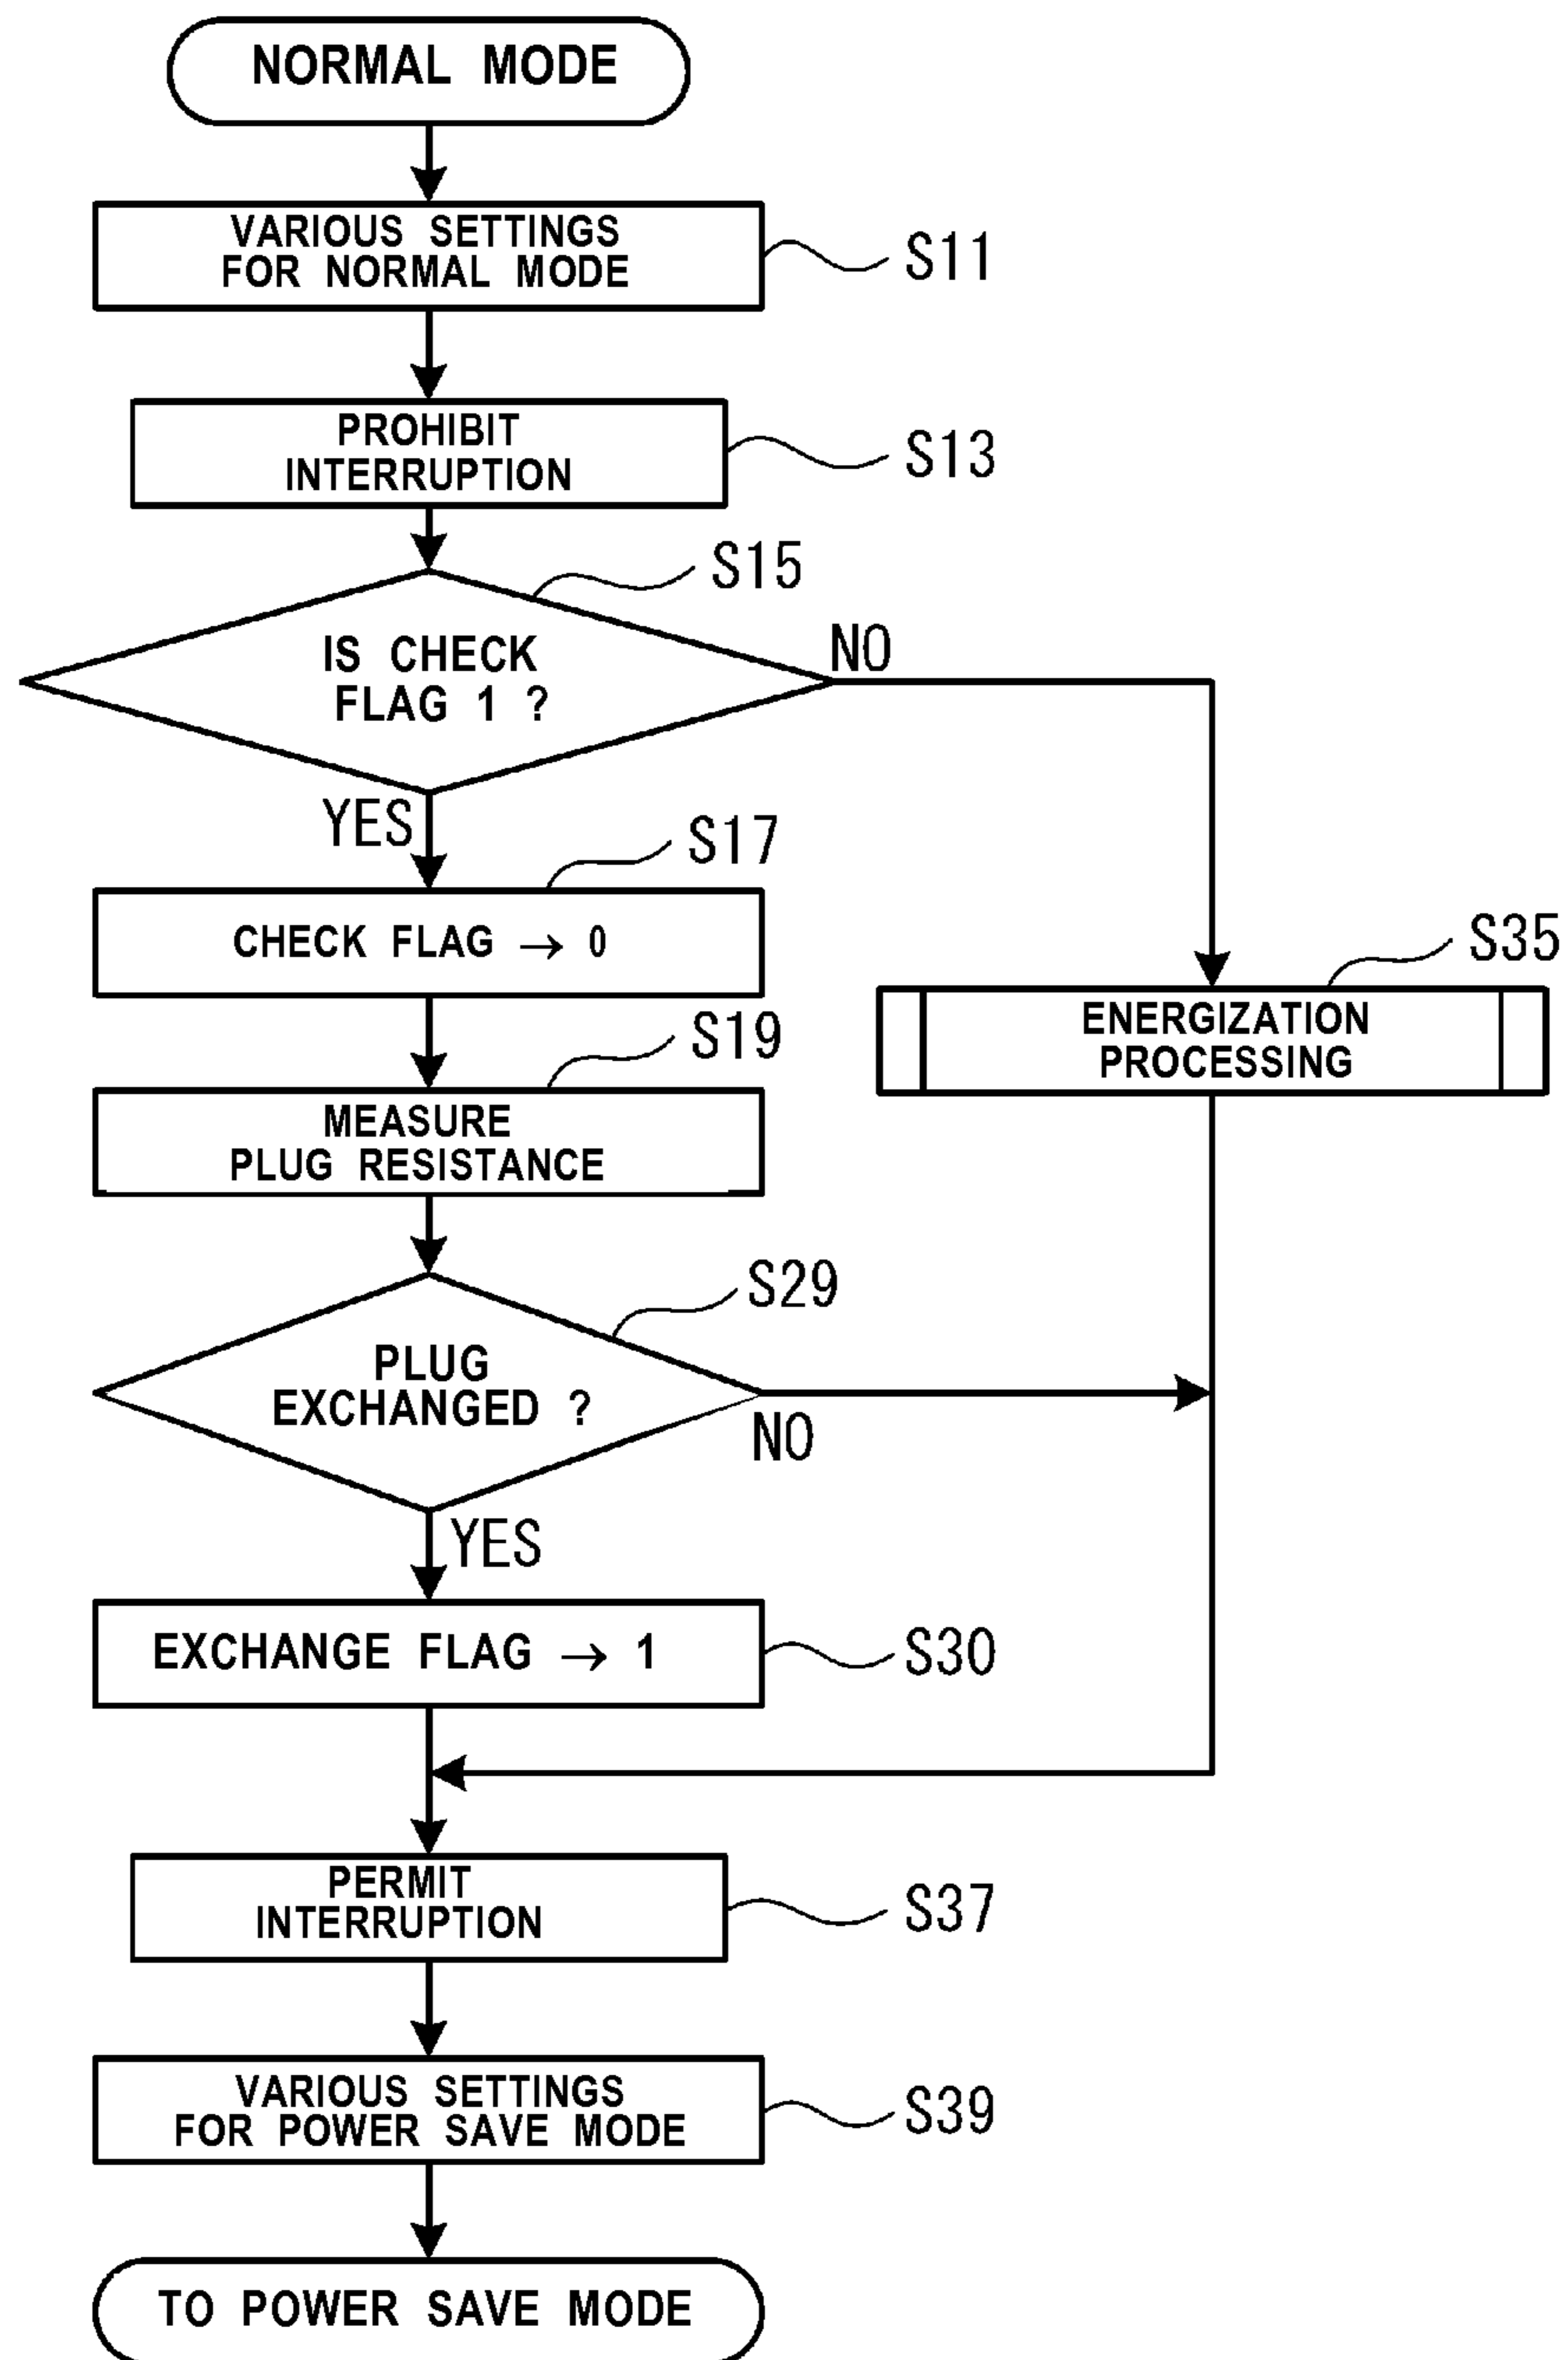 NORMAL MODE
VARIOUS SETTINGS
FOR NORMAL MODE
S11
PROHIBIT
INTERRUPTION
S13
S15
IS CHECK
FLAG 1 ?
NO
YES
S17
CHECK FLAG → 0
S35
ENERGIZATION
PROCESSING
S19
MEASURE
PLUG RESISTANCE
S29
PLUG
EXCHANGED ?
NO
YES
EXCHANGE FLAG → 1
S30
PERMIT
INTERRUPTION
S37
VARIOUS SETTINGS
FOR POWER SAVE MODE
S39
TO POWER SAVE MODE